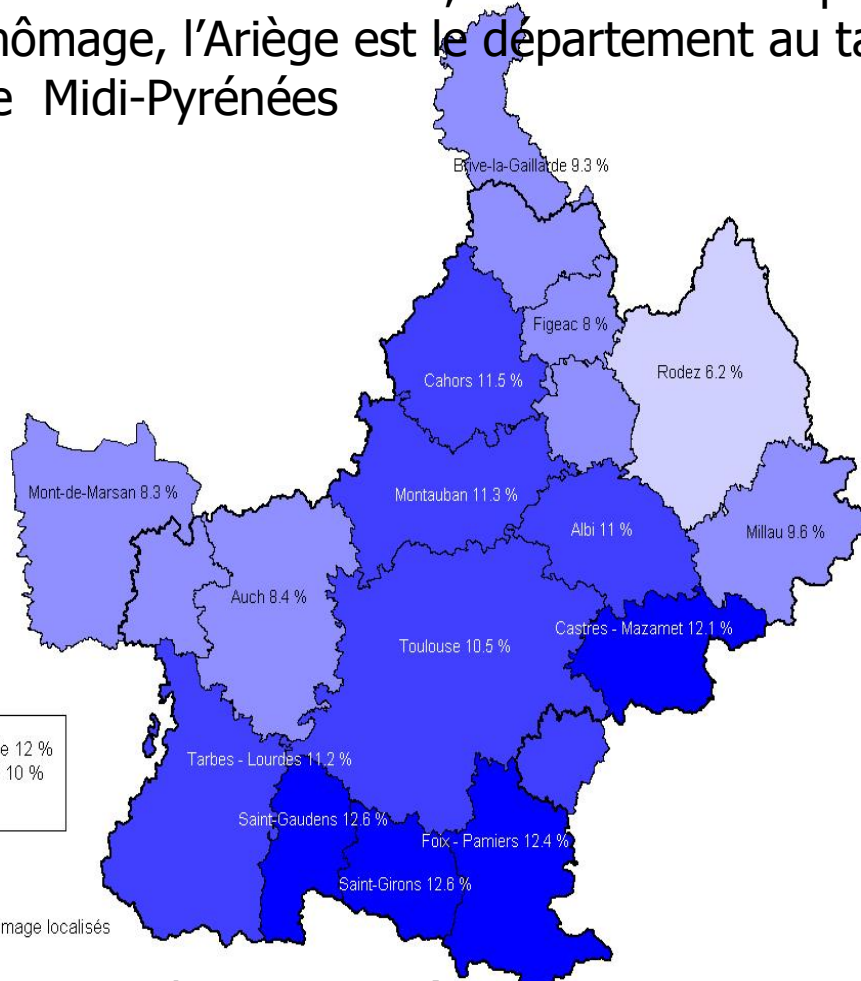 hômage, l’Ariège est le département au ta
e Midi-Pyrénées
Brive-la-Gaillarde 9.3 %
Figeac 8 %
Rodez 6.2 %
Cahors 11.5 %
Mont-de-Marsan 8.3 %
Montauban 11.3 %
Albi 11 %
Millau 9.6 %
Auch 8.4 %
Castres - Mazamet 12.1 %
Toulouse 10.5 %
e 12 %
10 %
Tarbes - Lourdes 11.2 %
Saint-Gaudens 12.6 %
Foix - Pamiers 12.4 %
Saint-Girons 12.6 %
mage localisés